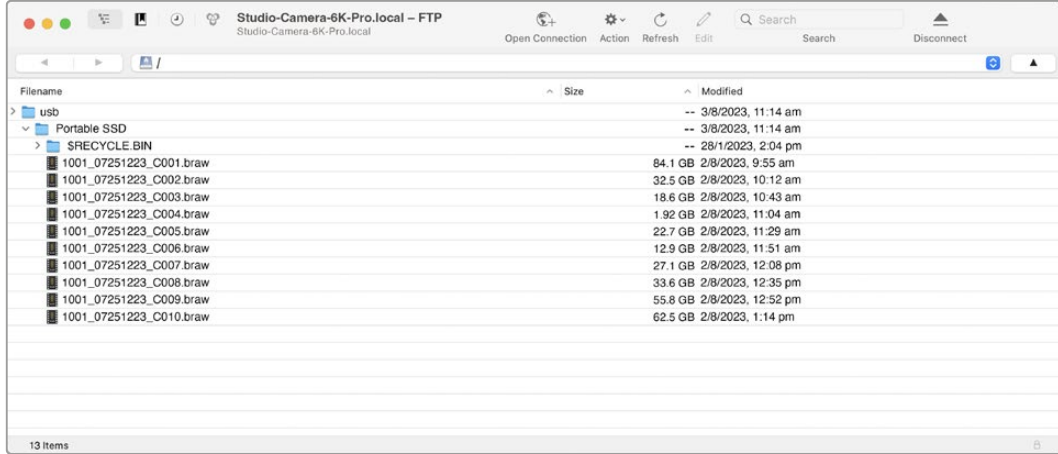 Studio-Camera-6K-Pro.local – FTP
Studio-Camera-6K-Pro.local
Open Connection Action Refresh Edit Search Search Disconnect
/
Filename Size Modified
usb -- 3/8/2023, 11:14 am
Portable SSD -- 3/8/2023, 11:14 am
$RECYCLE.BIN -- 28/1/2023, 2:04 pm
1001_07251223_C001.braw 84.1 GB 2/8/2023, 9:55 am
1001_07251223_C002.braw 32.5 GB 2/8/2023, 10:12 am
1001_07251223_C003.braw 18.6 GB 2/8/2023, 10:43 am
1001_07251223_C004.braw 1.92 GB 2/8/2023, 11:04 am
1001_07251223_C005.braw 22.7 GB 2/8/2023, 11:29 am
1001_07251223_C006.braw 12.9 GB 2/8/2023, 11:51 am
1001_07251223_C007.braw 27.1 GB 2/8/2023, 12:08 pm
1001_07251223_C008.braw 33.6 GB 2/8/2023, 12:35 pm
1001_07251223_C009.braw 55.8 GB 2/8/2023, 12:52 pm
1001_07251223_C010.braw 62.5 GB 2/8/2023, 1:14 pm
13 Items